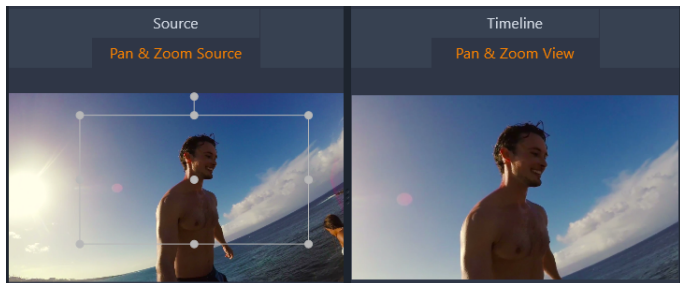 Source
Pan & Zoom Source
Timeline
Pan & Zoom View